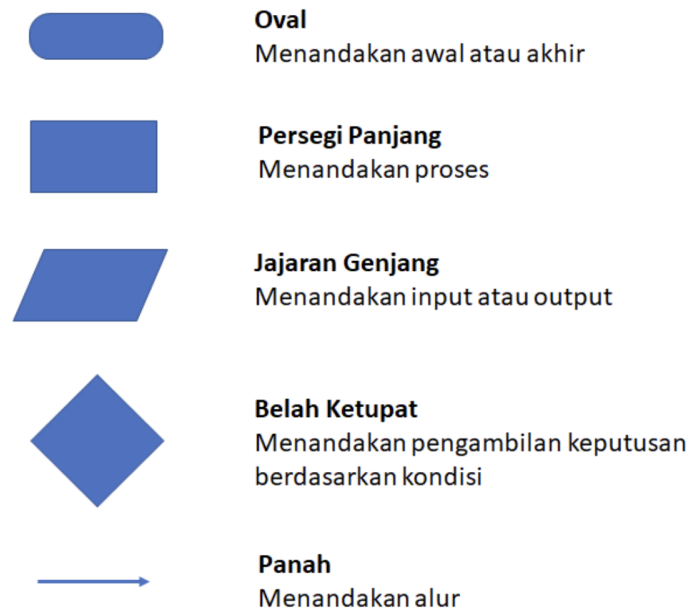 Oval
Menandakan awal atau akhir
Persegi Panjang
Menandakan proses
Jajaran Genjang
Menandakan input atau output
Belah Ketupat
Menandakan pengambilan keputusan
berdasarkan kondisi
Panah
Menandakan alur